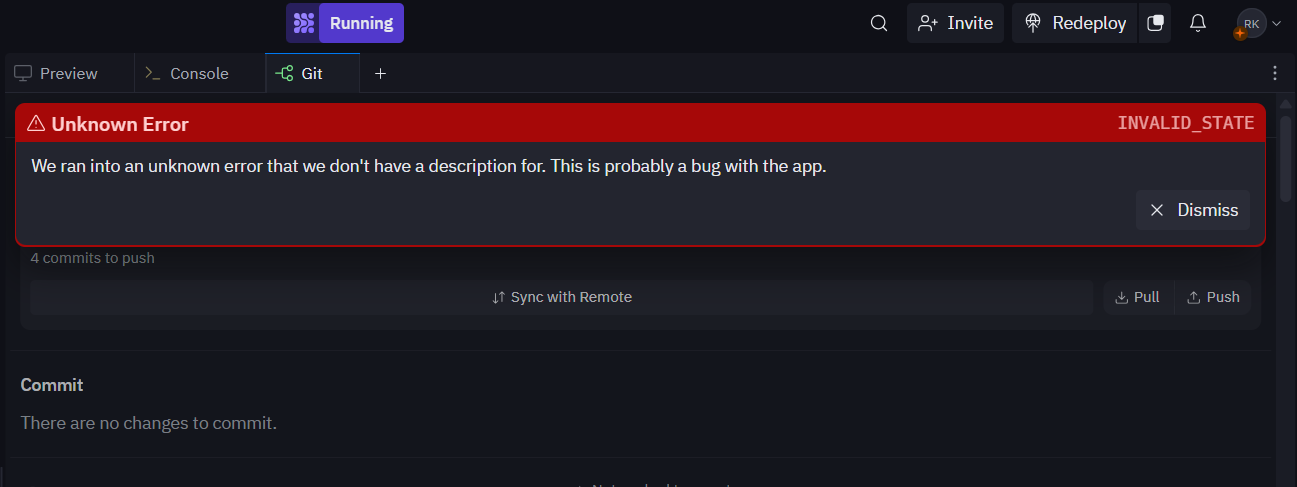 Running
Invite
Redeploy
RK
Preview
Console
Git
Unknown Error
INVALID_STATE
We ran into an unknown error that we don't have a description for. This is probably a bug with the app.
Dismiss
4 commits to push
Sync with Remote
Pull
Push
Commit
There are no changes to commit.